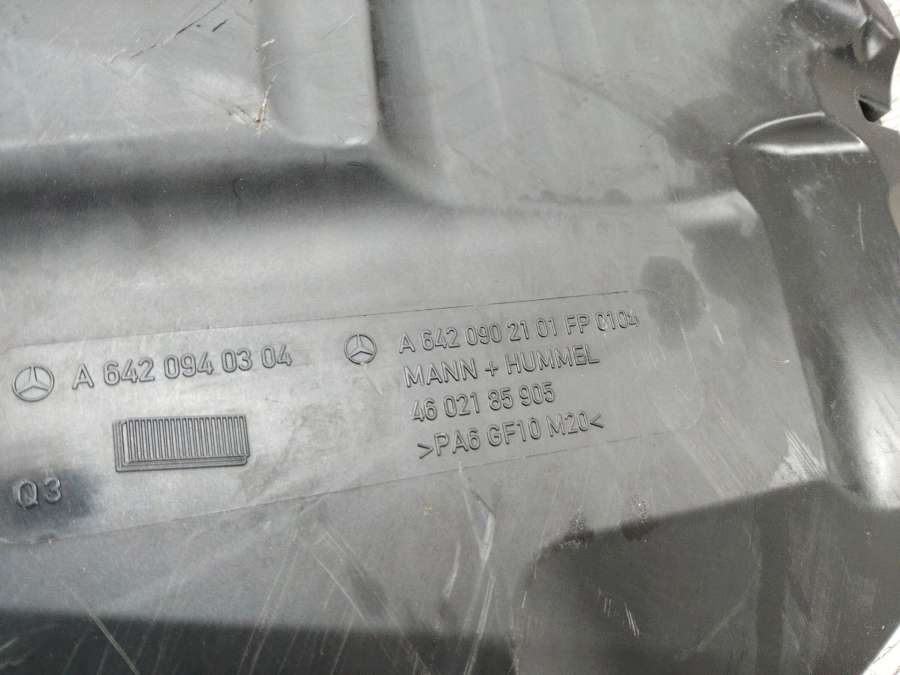 A 642 094 03 04
Q3
A 642 090 21 01 FP 0104
MANN + HUMMEL
46 021 85 905
>PA6 GF10 M20<